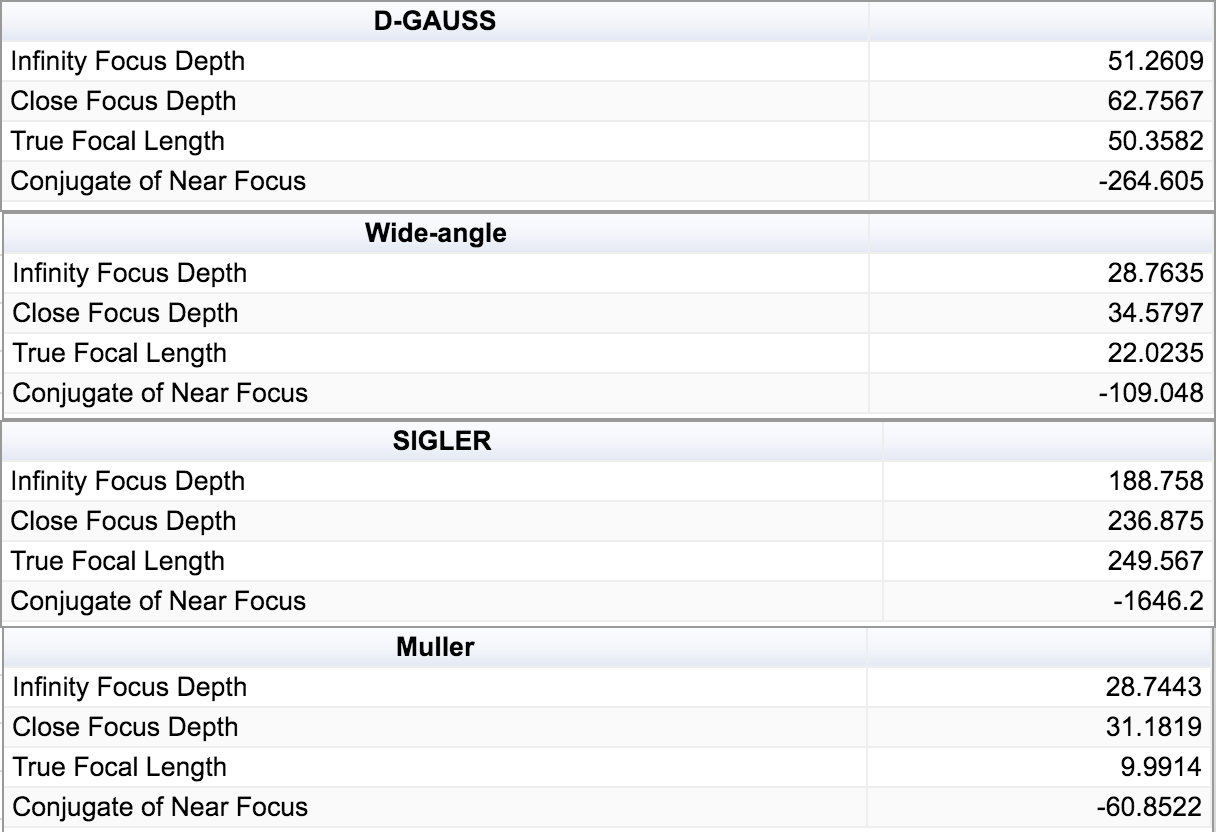 D-GAUSS
Infinity Focus Depth 51.2609
Close Focus Depth 62.7567
True Focal Length 50.3582
Conjugate of Near Focus -264.605
Wide-angle
Infinity Focus Depth 28.7635
Close Focus Depth 34.5797
True Focal Length 22.0235
Conjugate of Near Focus -109.048
SIGLER
Infinity Focus Depth 188.758
Close Focus Depth 236.875
True Focal Length 249.567
Conjugate of Near Focus -1646.2
Muller
Infinity Focus Depth 28.7443
Close Focus Depth 31.1819
True Focal Length 9.9914
Conjugate of Near Focus -60.8522